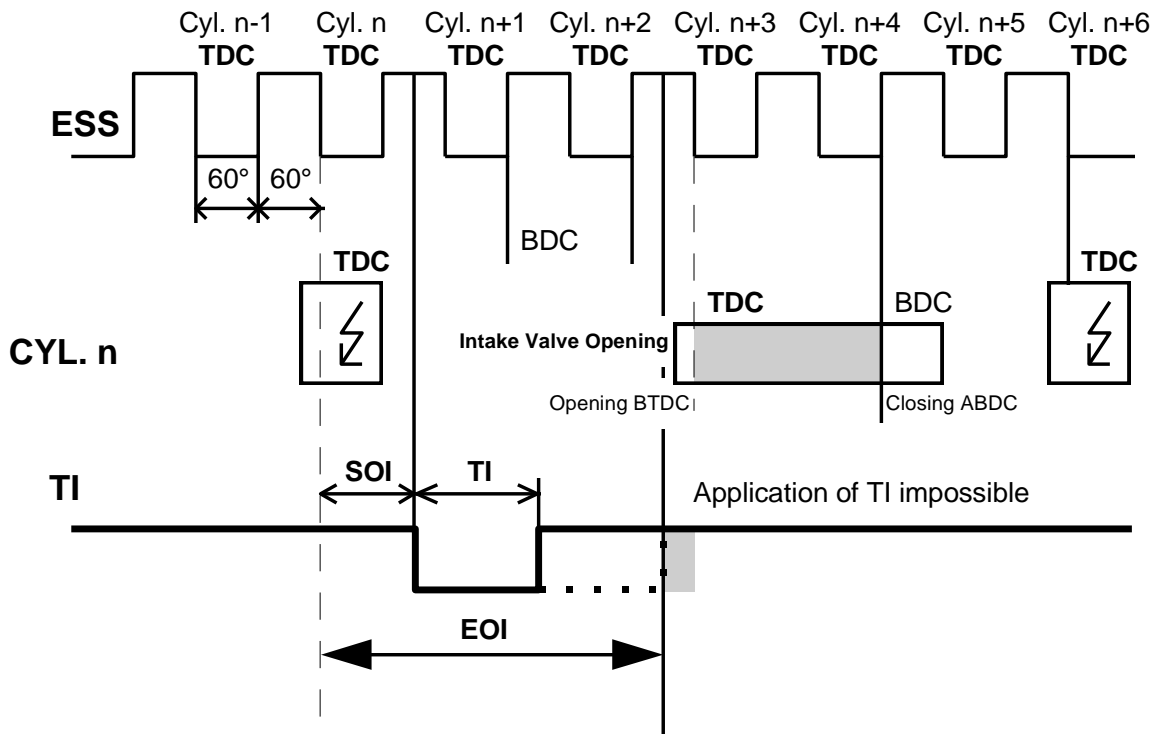 Cyl. n-1 Cyl. n Cyl. n+1 Cyl. n+2 Cyl. n+3 Cyl. n+4 Cyl. n+5 Cyl. n+6
TDC TDC TDC TDC TDC TDC TDC TDC
ESS
60° 60°
BDC
TDC TDC
TDC BDC
Intake Valve Opening
CYL. n
Opening BTDC Closing ABDC
SOI TI
TI
Application of TI impossible
EOI